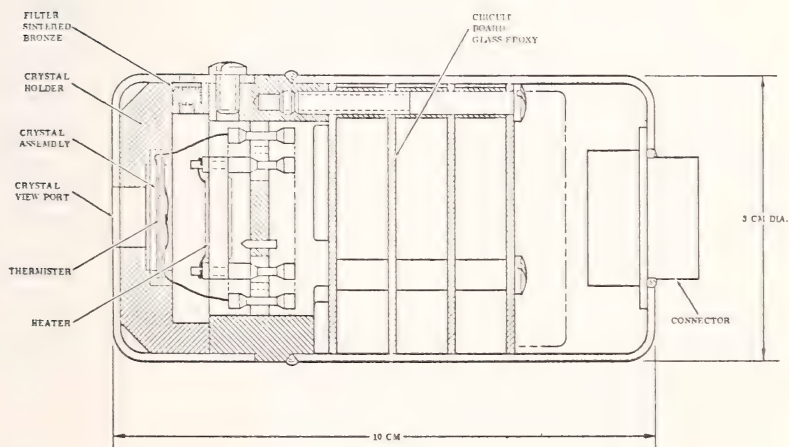 FILTER
SINTERED
BRONZE
CRYSTAL
HOLDER
CRYSTAL
ASSEMBLY
CRYSTAL
VIEW PORT
THERMISTER
HEATER
CIRCUIT
BOARD
GLASS EPOXY
3 CM DIA.
CONNECTOR
10 CM